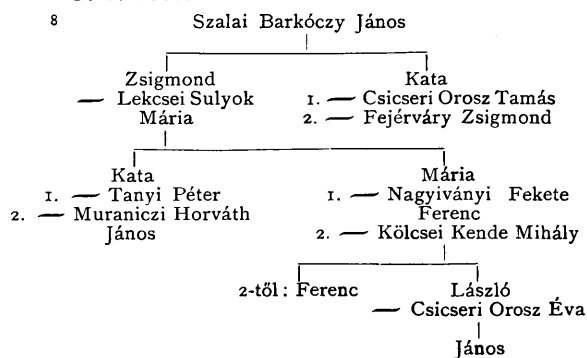 8 Szalai Barkóczy János
Zsigmond Kata
— Lekcsei Sulyok 1. — Csicseri Orosz Tamás
Mária 2. — Fejérváry Zsigmond
Kata Mária
1. — Tanyi Péter 1. — Nagyiványi Fekete
2. — Muraniczi Horváth Ferenc
János 2. — Kölcsei Kende Mihály
2-től: Ferenc László
— Csicseri Orosz Éva
János